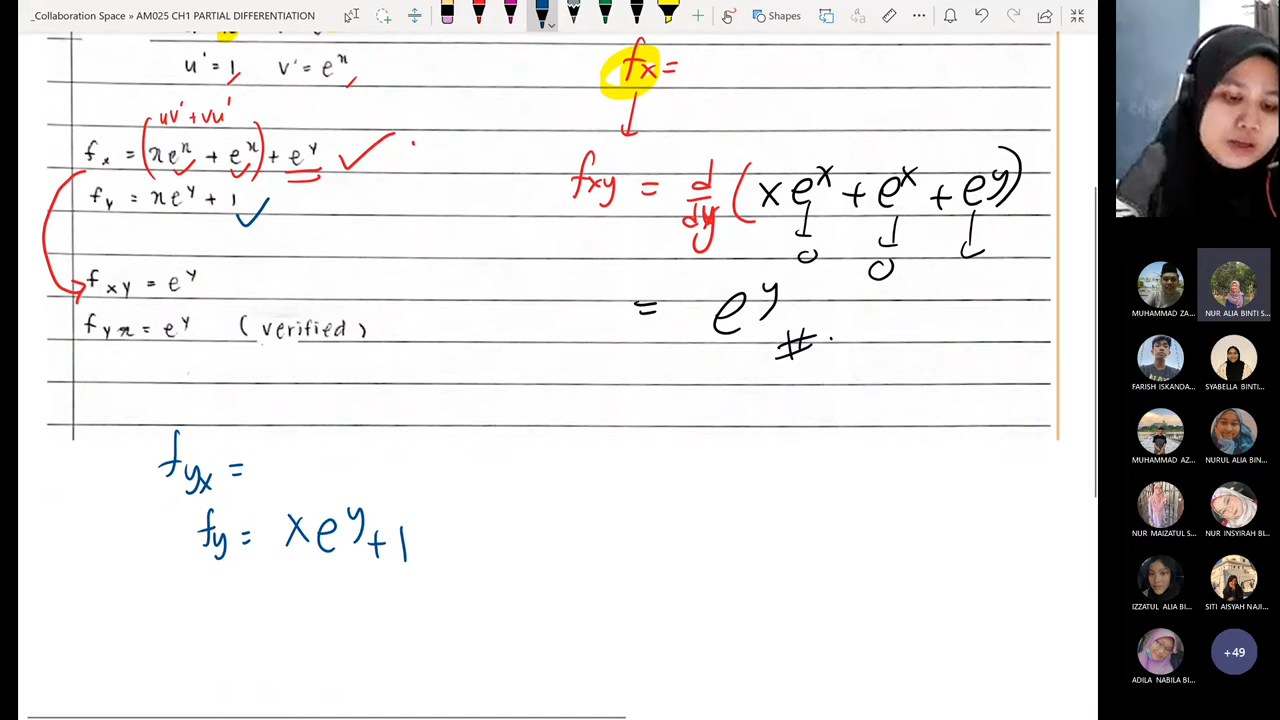 _Collaboration Space » AM025 CH1 PARTIAL DIFFERENTIATION
Shapes
u' = 1 v' = eˣ
fx =
uv' + vu'
fₓ = (xeˣ + eˣ) + eʸ
fᵧ = xeʸ + 1
fxy = d/dy (xeˣ + eˣ + eʸ)
0 0
= eʸ #
fxy = eʸ
fyx = eʸ (verified)
fyx =
fy = xeʸ + 1
MUHAMMAD ZA...
NUR ALIA BINTI S...
FARISH ISKANDA...
SYABELLA BINTI...
MUHAMMAD AZ...
NURUL ALIA BIN...
NUR MAIZATUL S...
NUR INSYIRAH BI...
IZZATUL ALIA BI...
SITI AISYAH NAJI...
ADILA NABILA BI...
+49